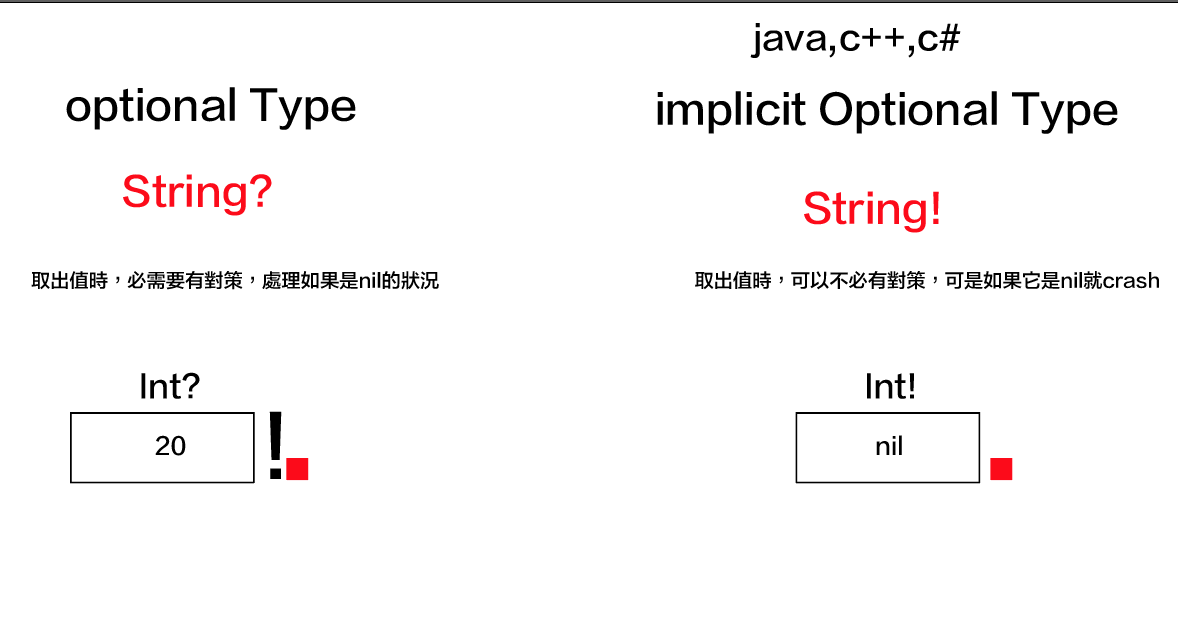 optional Type
String?
取出值時，必需要有對策，處理如果是nil的狀況
Int?
20
!.
java,c++,c#
implicit Optional Type
String!
取出值時，可以不必有對策，可是如果它是nil就crash
Int!
nil
.